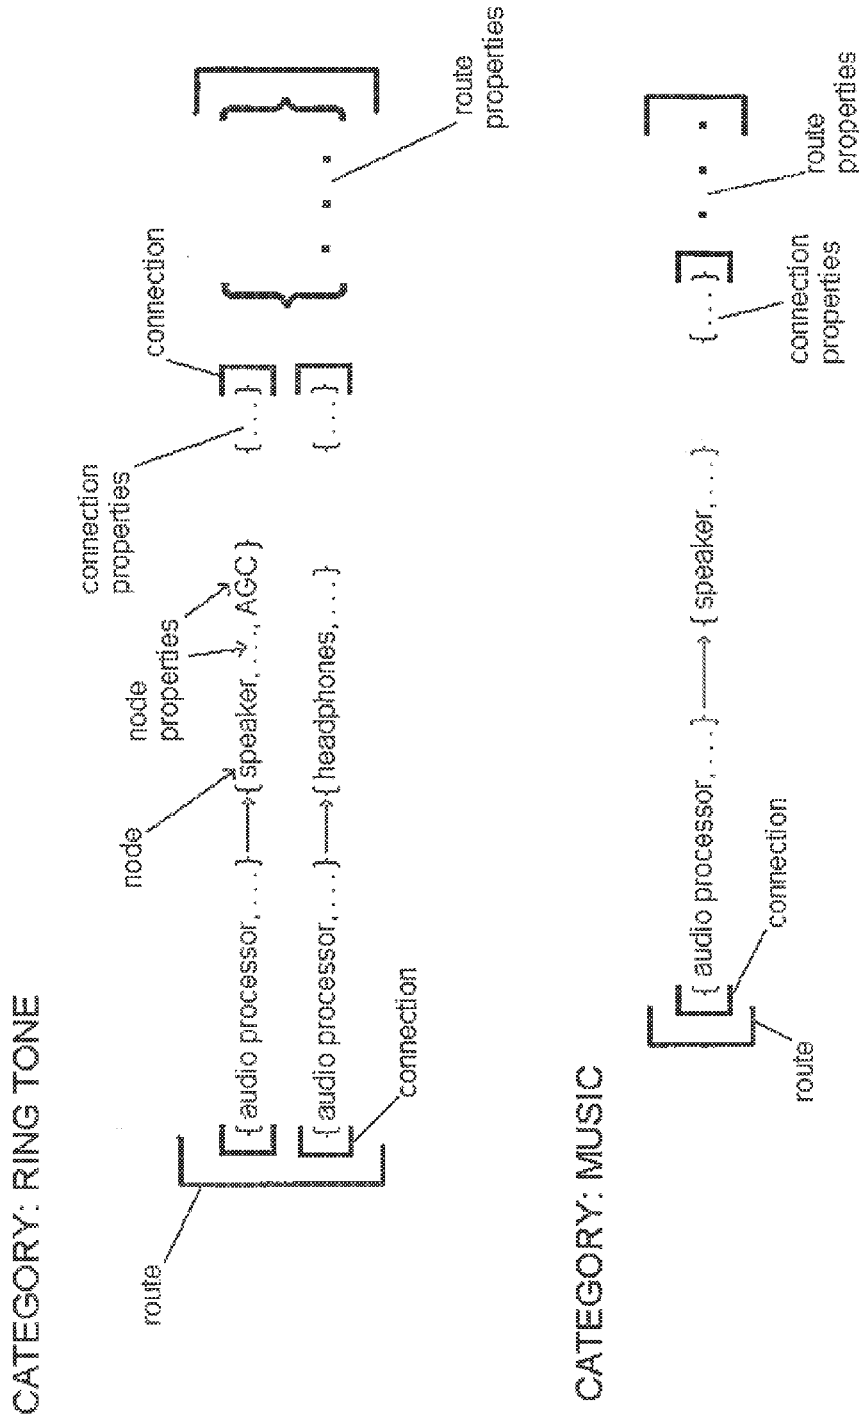 CATEGORY: RING TONE
node
node
properties
connection
properties
connection
route
[ [ {audio processor, . . .} → {speaker, . . ., AGC} {. . .} ]
[ {audio processor, . . .} → {headphones, . . .} {. . .} ] { . . . } ]
connection
route
properties
CATEGORY: MUSIC
[ [ { audio processor, . . .} → { speaker, . . .} {. . .} ] . . . ]
route
connection
connection
properties
route
properties